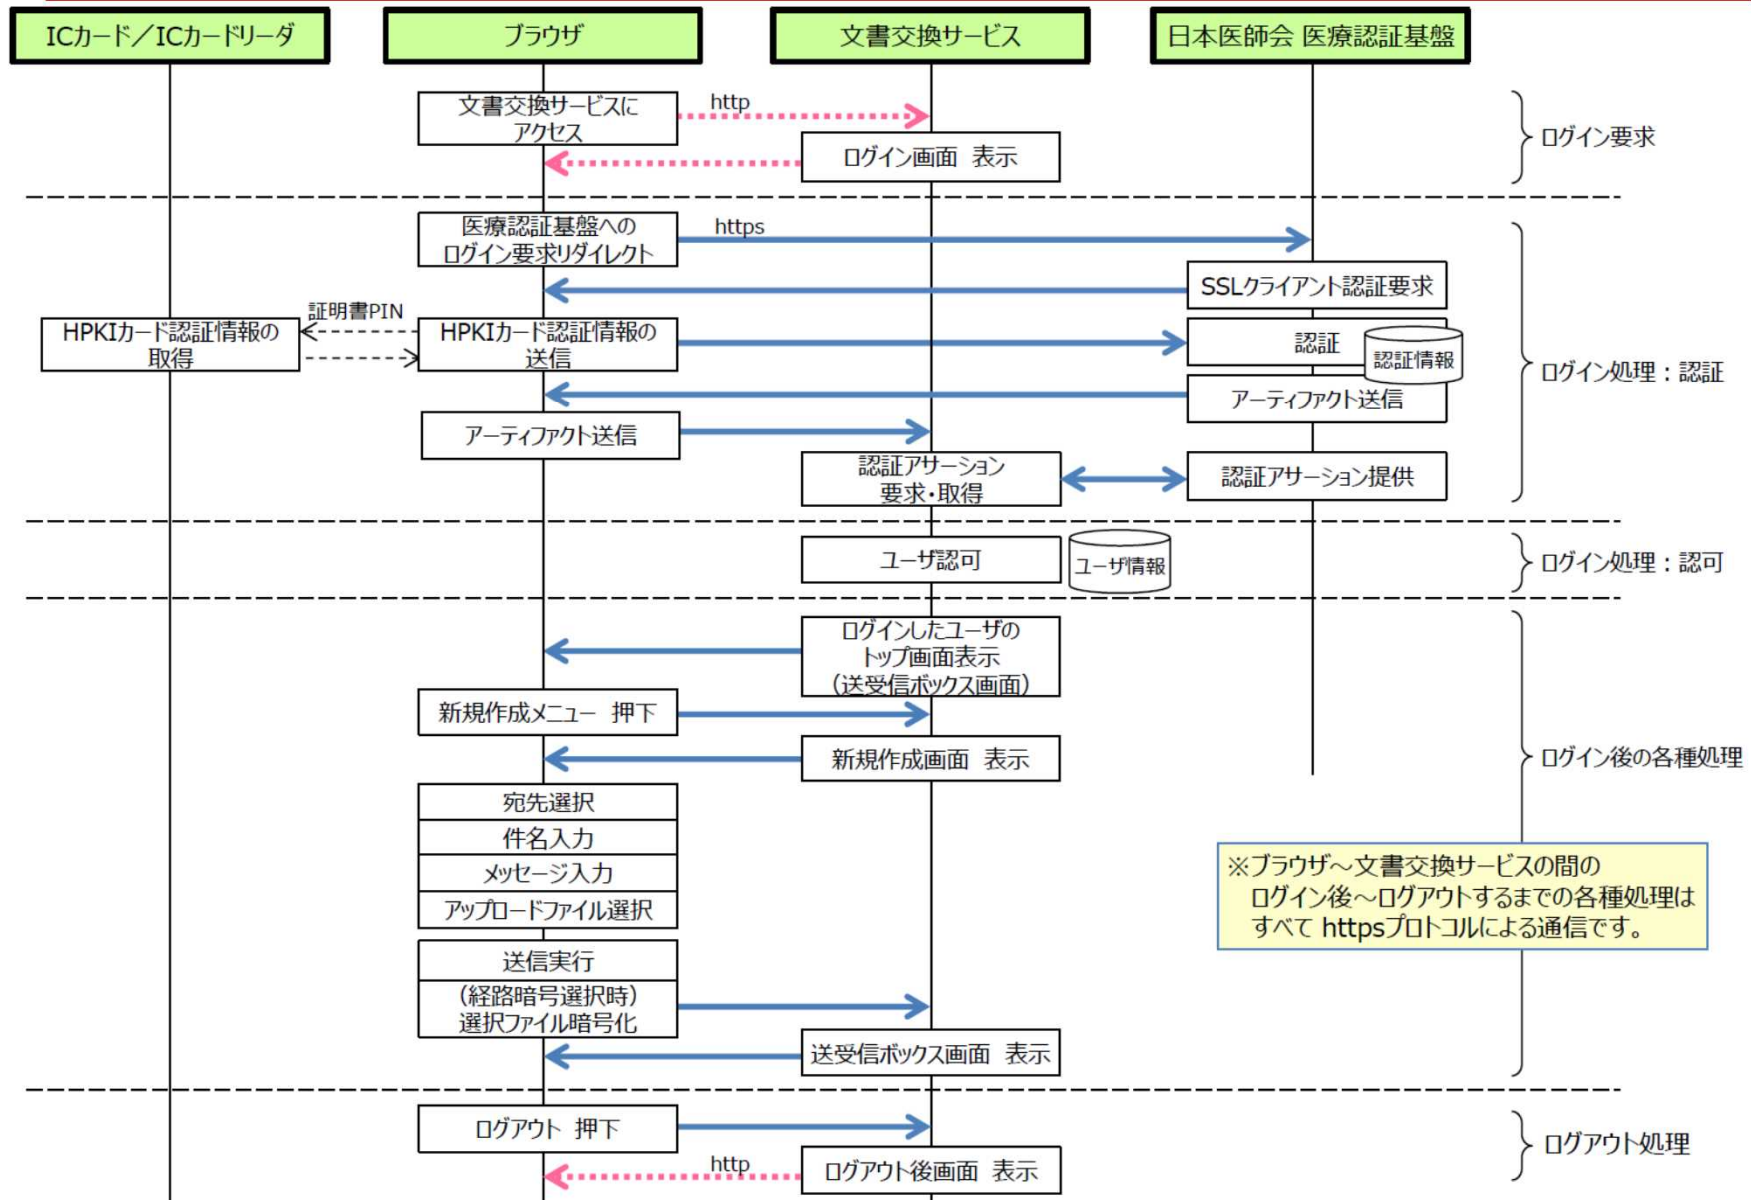 ICカード／ICカードリーダ
ブラウザ
文書交換サービス
日本医師会 医療認証基盤
文書交換サービスに
アクセス
http
ログイン画面 表示
ログイン要求
医療認証基盤への
ログイン要求リダイレクト
https
SSLクライアント認証要求
証明書PIN
HPKIカード認証情報の
取得
HPKIカード認証情報の
送信
認証
認証情報
ログイン処理：認証
アーティファクト送信
アーティファクト送信
認証アサーション
要求・取得
認証アサーション提供
ユーザ認可
ユーザ情報
ログイン処理：認可
ログインしたユーザの
トップ画面表示
（送受信ボックス画面）
新規作成メニュー 押下
新規作成画面 表示
ログイン後の各種処理
宛先選択
件名入力
メッセージ入力
アップロードファイル選択
※ブラウザ～文書交換サービスの間の
ログイン後～ログアウトするまでの各種処理は
すべて httpsプロトコルによる通信です。
送信実行
（経路暗号選択時）
選択ファイル暗号化
送受信ボックス画面 表示
ログアウト 押下
http
ログアウト後画面 表示
ログアウト処理